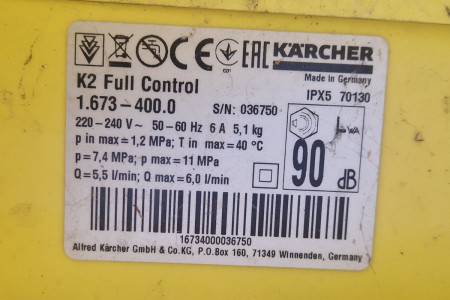 CE EAC KÄRCHER
Made in Germany
K2 Full Control
IPX5 70130
1.673-400.0 S/N: 036750
220-240 V~ 50-60 Hz 6 A 5,1 kg
p in max=1,2 MPa; T in max=40 °C
p=7,4 MPa; p max=11 MPa
Q=5,5 l/min; Q max=6,0 l/min
LWA
90
dB
16734000036750
Alfred Kärcher GmbH & Co.KG, P.O.Box 160, 71349 Winnenden, Germany